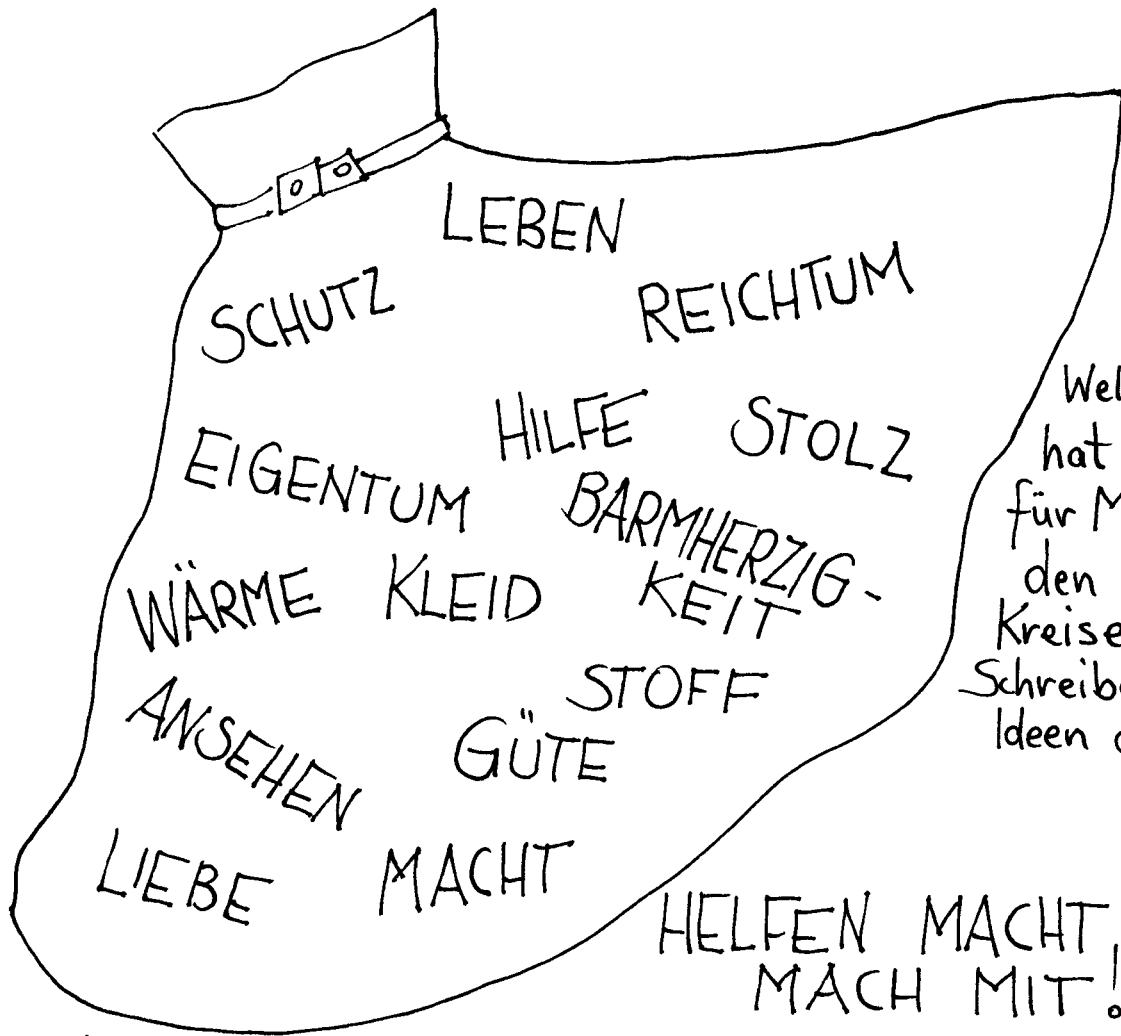 LEBEN
SCHUTZ
REICHTUM
HILFE
STOLZ
EIGENTUM
BARMHERZIG-
KEIT
WÄRME
KLEID
STOFF
ANSEHEN
GÜTE
LIEBE
MACHT
hat
für
den
Ideen
HELFEN MACHT
MACH MIT!